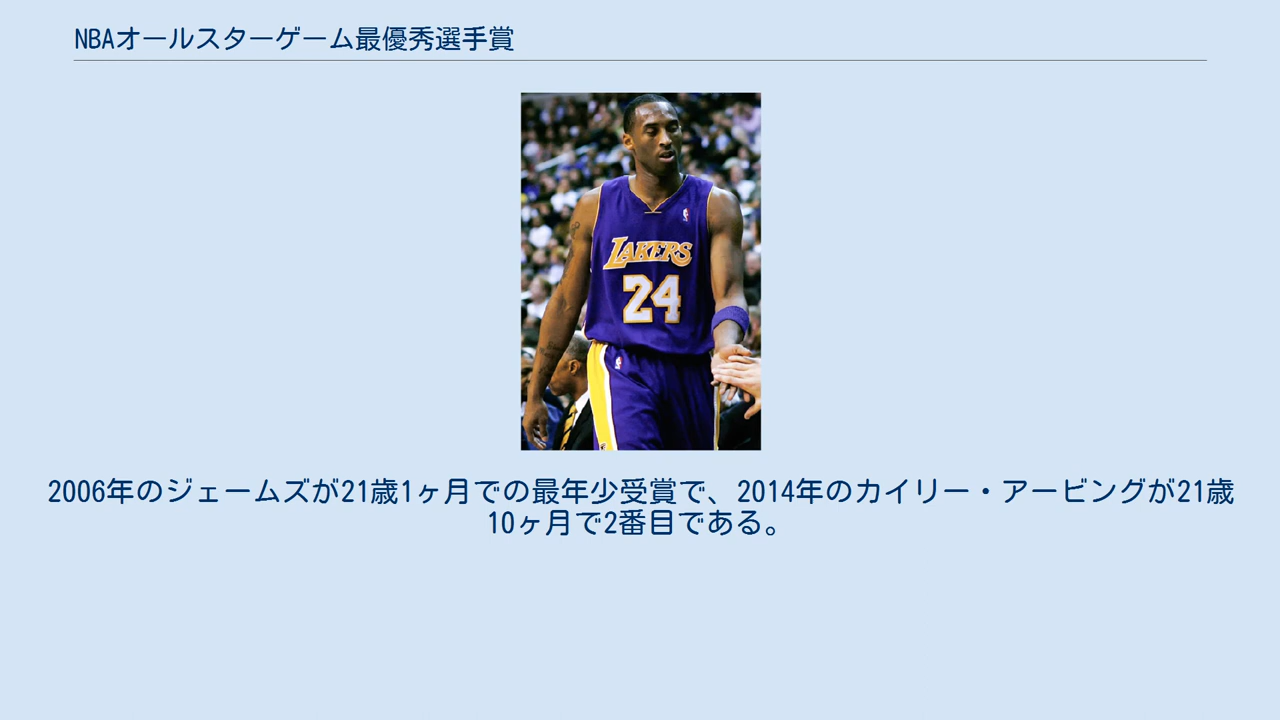 NBAオールスターゲーム最優秀選手賞
LAKERS
24
2006年のジェームズが21歳1ヶ月での最年少受賞で、2014年のカイリー・アービングが21歳
10ヶ月で2番目である。